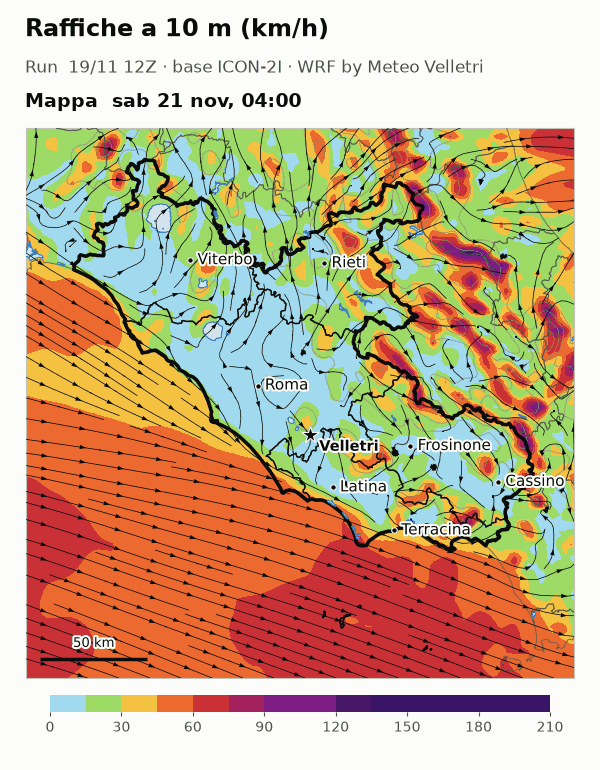 Raffiche a 10 m (km/h)
Run 19/11 12Z · base ICON-2I · WRF by Meteo Velletri
Mappa sab 21 nov, 04:00
Viterbo
Rieti
Roma
Velletri
Frosinone
Cassino
Latina
Terracina
50 km
0 30 60 90 120 150 180 210